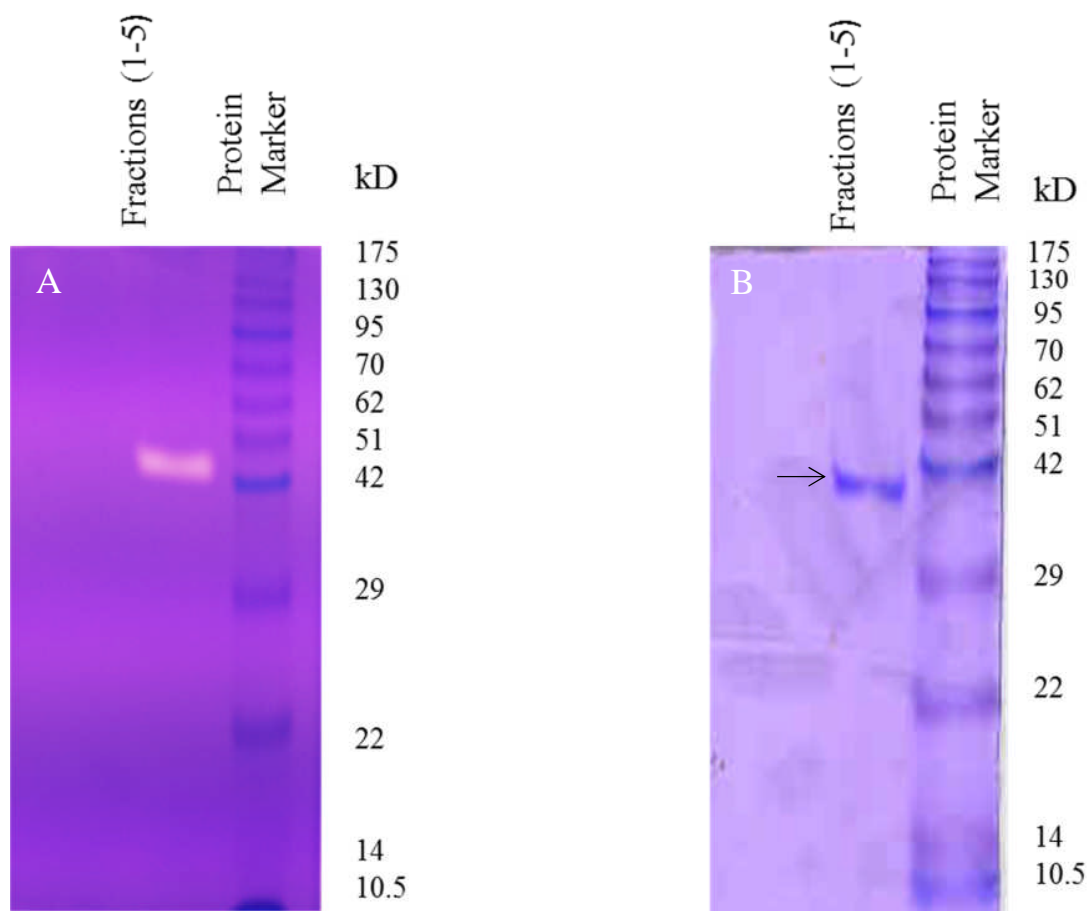 Fractions (1-5)
Protein
Marker
kD
A
175
130
95
70
62
51
42
29
22
14
10.5
Fractions (1-5)
Protein
Marker
kD
B
175
130
95
70
62
51
42
29
22
14
10.5